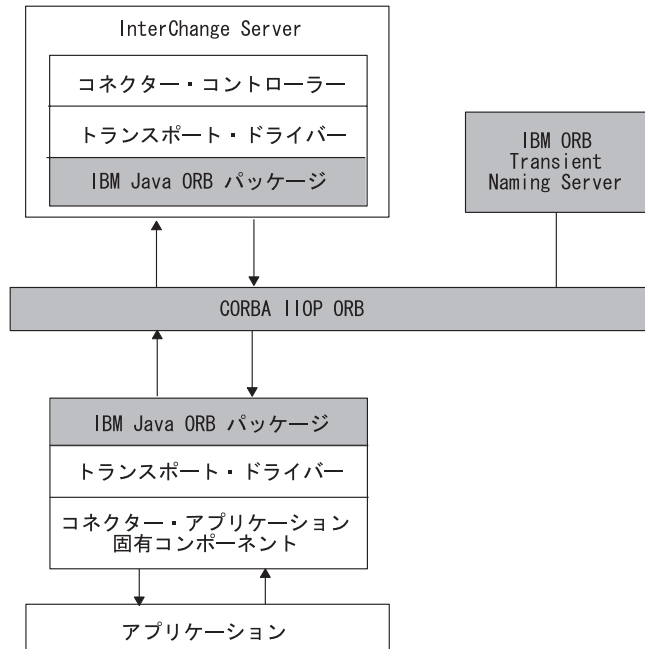 InterChange Server
コネクター・コントローラー
トランスポート・ドライバー
IBM Java ORB パッケージ
IBM ORB
Transient
Naming Server
CORBA IIOP ORB
IBM Java ORB パッケージ
トランスポート・ドライバー
コネクター・アプリケーション
固有コンポーネント
アプリケーション